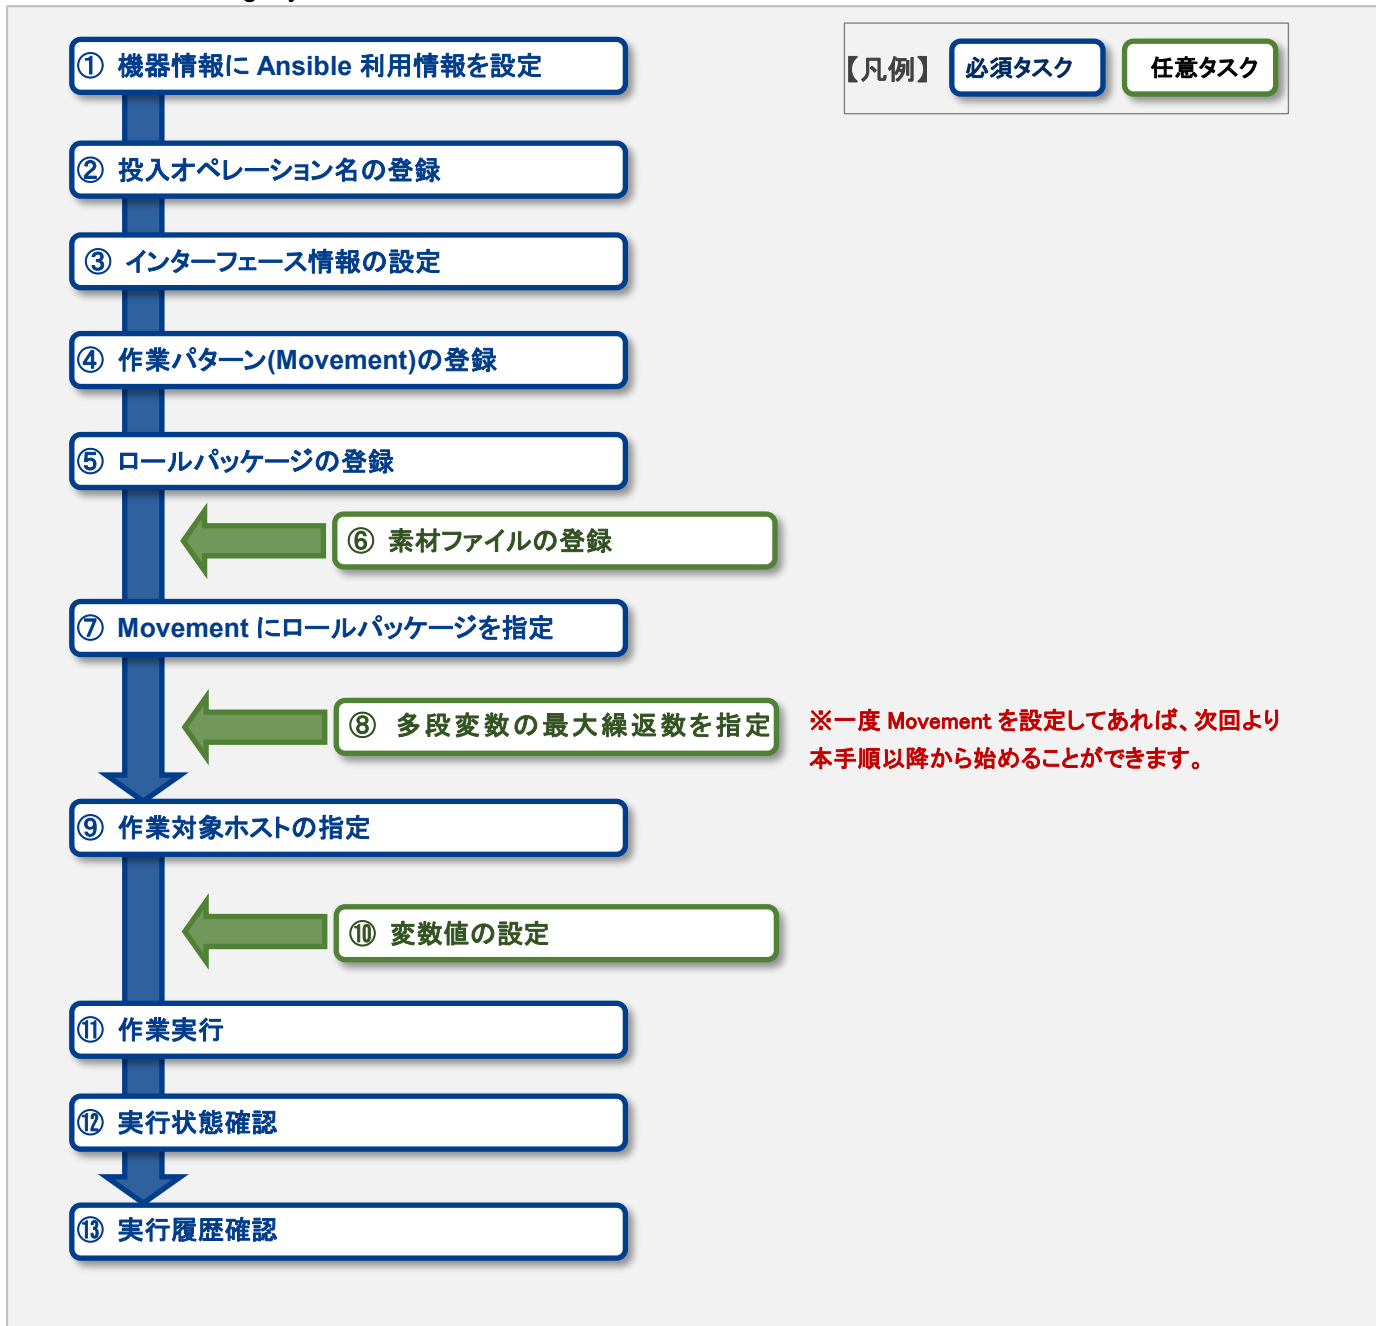 ① 機器情報に Ansible 利用情報を設定
【凡例】 必須タスク 任意タスク
② 投入オペレーション名の登録
③ インターフェース情報の設定
④ 作業パターン(Movement)の登録
⑤ ロールパッケージの登録
⑥ 素材ファイルの登録
⑦ Movement にロールパッケージを指定
⑧ 多段変数の最大繰返数を指定
※一度 Movement を設定してあれば、次回より
本手順以降から始めることができます。
⑨ 作業対象ホストの指定
⑩ 変数値の設定
⑪ 作業実行
⑫ 実行状態確認
⑬ 実行履歴確認